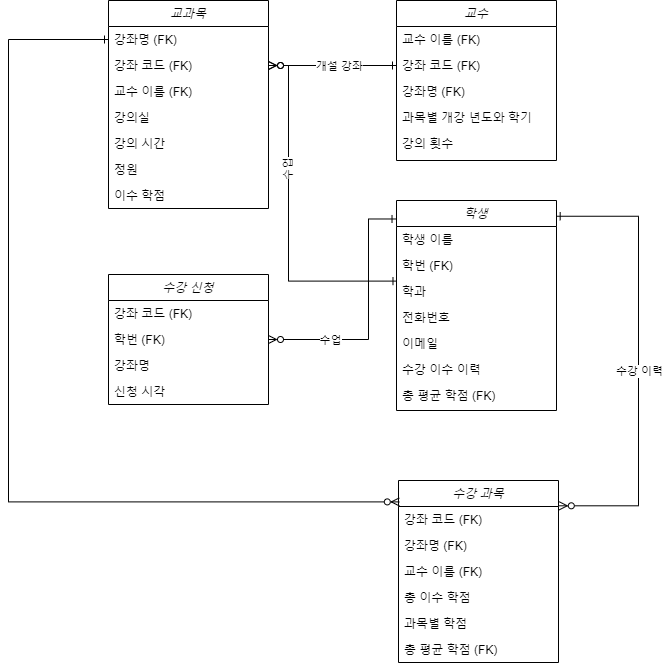 교과목
강좌명 (FK)
강좌 코드 (FK)
교수 이름 (FK)
강의실
강의 시간
정원
이수 학점
개설 강좌
교수
교수 이름 (FK)
강좌 코드 (FK)
강좌명 (FK)
과목별 개강 년도와 학기
강의 횟수
학생
학생 이름
학번 (FK)
학과
전화번호
이메일
수강 이수 이력
총 평균 학점 (FK)
수강 신청
강좌 코드 (FK)
학번 (FK)
강좌명
신청 시각
수업
수강 이력
수강 과목
강좌 코드 (FK)
강좌명 (FK)
교수 이름 (FK)
총 이수 학점
과목별 학점
총 평균 학점 (FK)